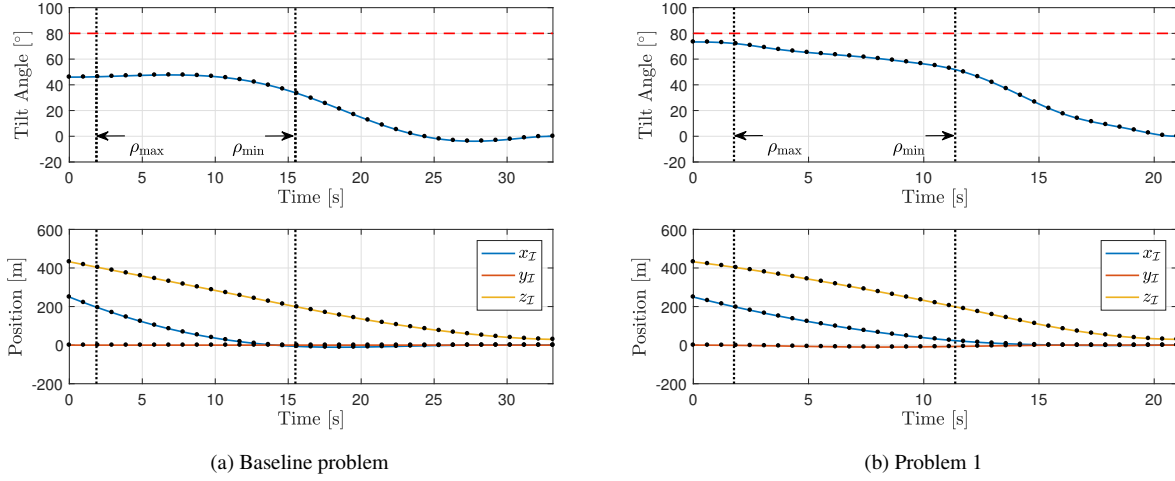 100
80
60
40
20
0
-20
Tilt Angle [°]
ρmax
ρmin
0 5 10 15 20 25 30
Time [s]
600
400
200
0
-200
Position [m]
xI
yI
zI
0 5 10 15 20 25 30
Time [s]
(a) Baseline problem
100
80
60
40
20
0
-20
Tilt Angle [°]
ρmax
ρmin
0 5 10 15 20
Time [s]
600
400
200
0
-200
Position [m]
xI
yI
zI
0 5 10 15 20
Time [s]
(b) Problem 1